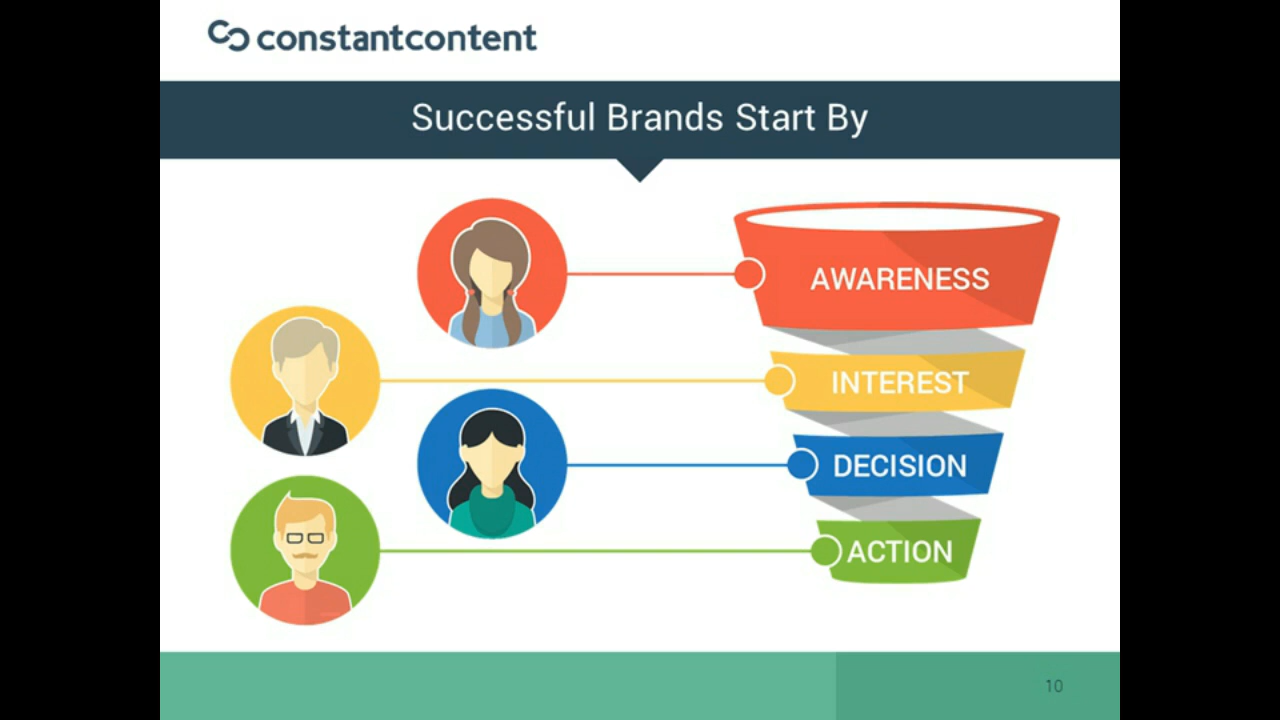 constantcontent
Successful Brands Start By
AWARENESS
INTEREST
DECISION
ACTION
10